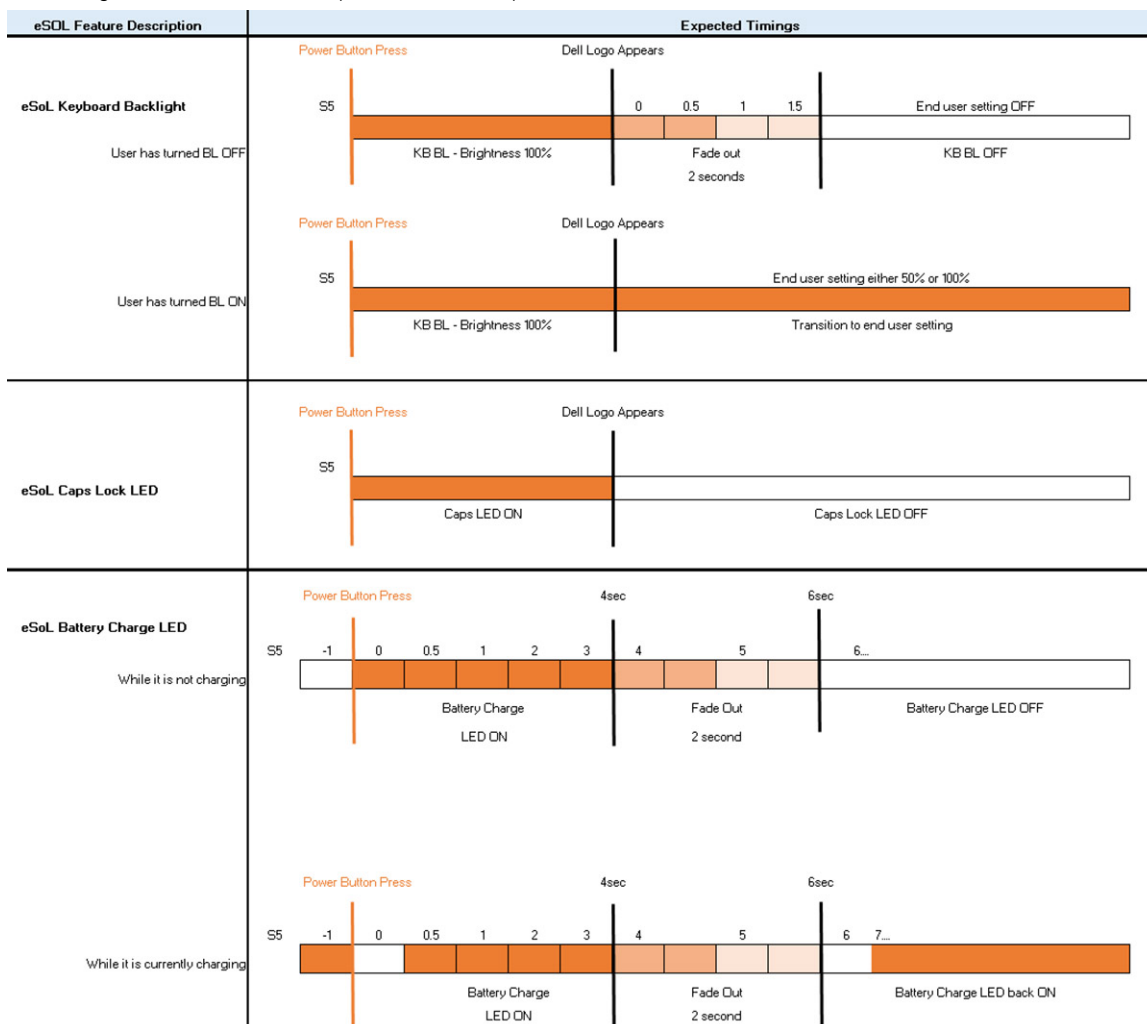 eSOL Feature Description Expected Timings
Power Button Press Dell Logo Appears
eSoL Keyboard Backlight S5 0 0.5 1 1.5 End user setting OFF
User has turned BL OFF KB BL - Brightness 100% Fade out KB BL OFF
2 seconds
Power Button Press Dell Logo Appears
S5 End user setting either 50% or 100%
User has turned BL ON
KB BL - Brightness 100% Transition to end user setting
Power Button Press Dell Logo Appears
S5
eSoL Caps Lock LED
Caps LED ON Caps Lock LED OFF
Power Button Press 4sec 6sec
eSoL Battery Charge LED
S5 -1 0 0.5 1 2 3 4 5 6...
While it is not charging
Battery Charge Fade Out Battery Charge LED OFF
LED ON 2 second
Power Button Press 4sec 6sec
S5 -1 0 0.5 1 2 3 4 5 6 7...
While it is currently charging
Battery Charge Fade Out Battery Charge LED back ON
LED ON 2 second